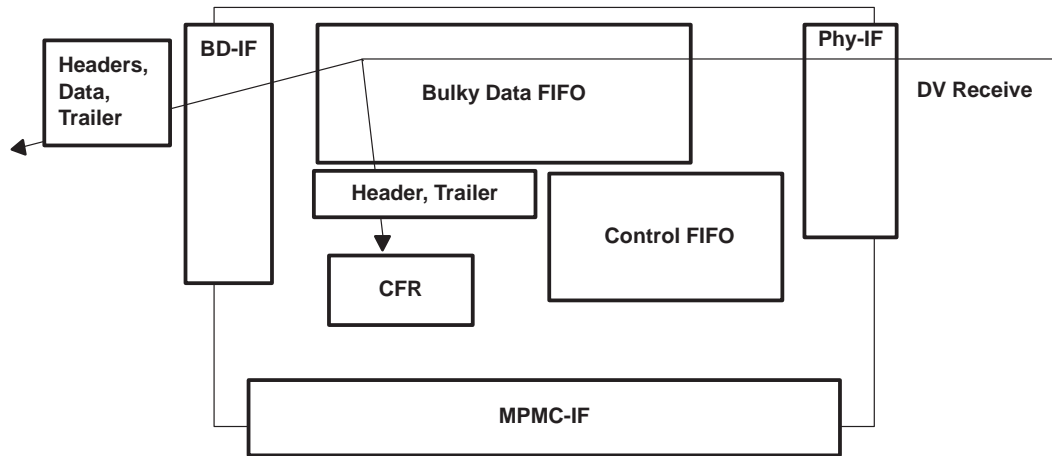 Headers,
Data,
Trailer
BD-IF
Bulky Data FIFO
Phy-IF
DV Receive
Header, Trailer
Control FIFO
CFR
MPMC-IF